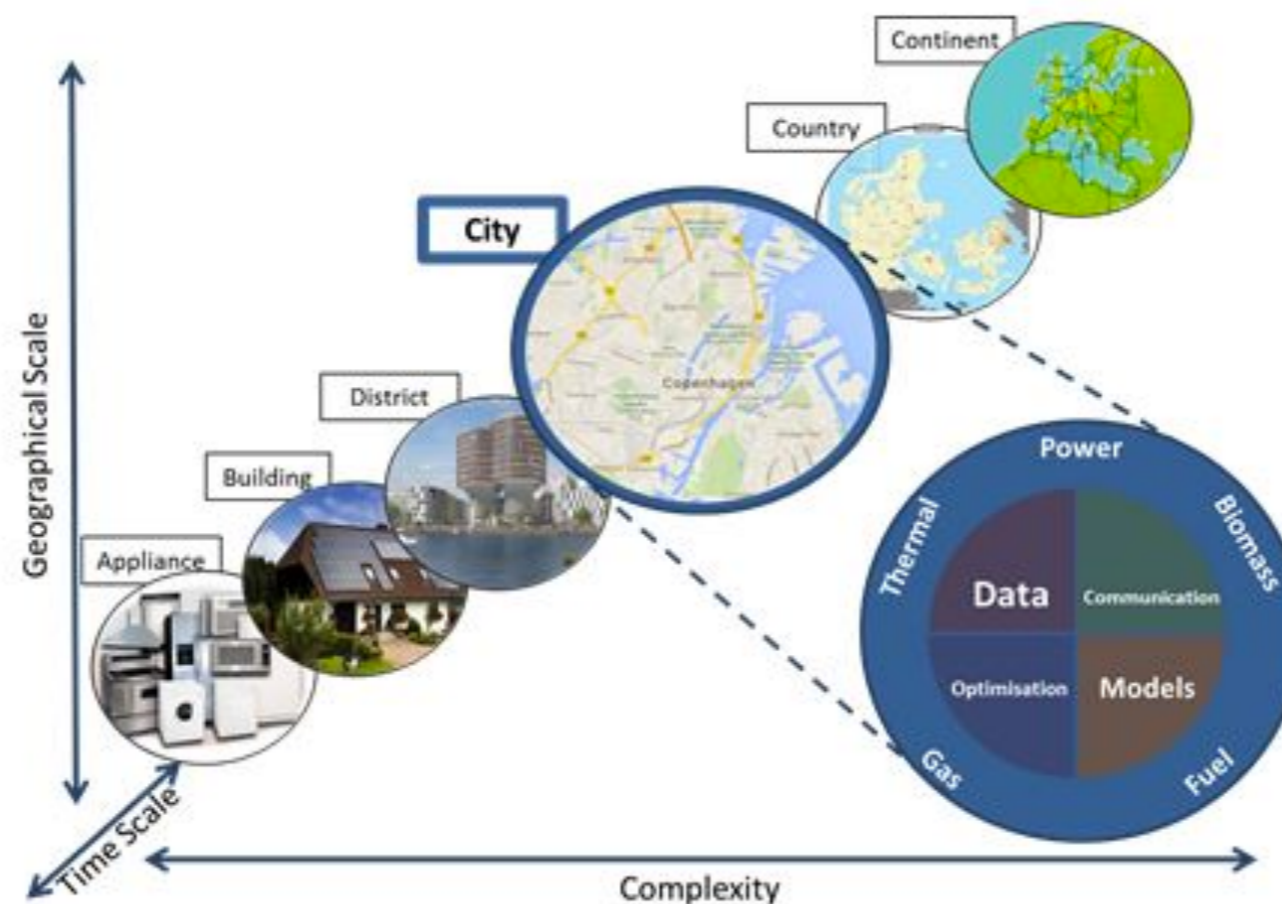 Continent
Country
City
District
Building
Appliance
Copenhagen
Geographical Scale
Time Scale
Complexity
Power
Thermal
Biomass
Data
Communication
Optimisation
Models
Gas
Fuel